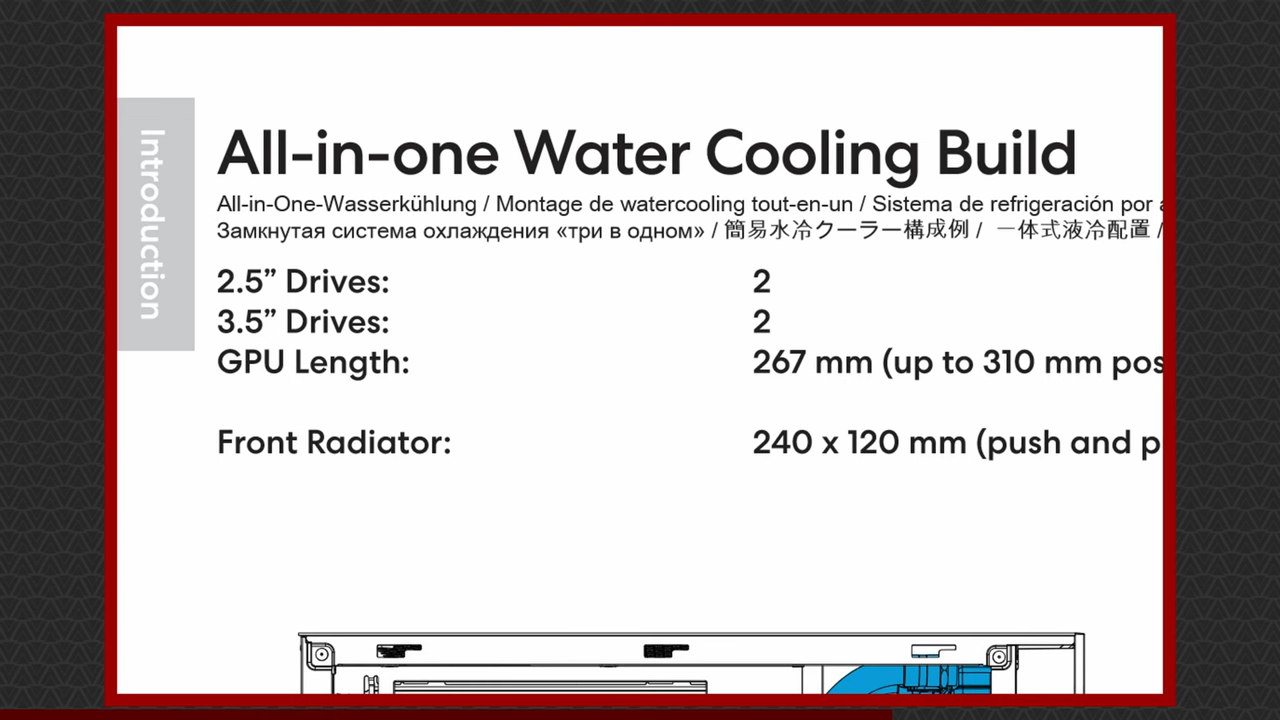 Introduction
All-in-one Water Cooling Build
All-in-One-Wasserkühlung / Montage de watercooling tout-en-un / Sistema de refrigeración por
Замкнутая система охлаждения «три в одном» / 簡易水冷クーラー構成例 / 一体式液冷配置 /
2.5” Drives: 2
3.5” Drives: 2
GPU Length: 267 mm (up to 310 mm pos
Front Radiator: 240 x 120 mm (push and p